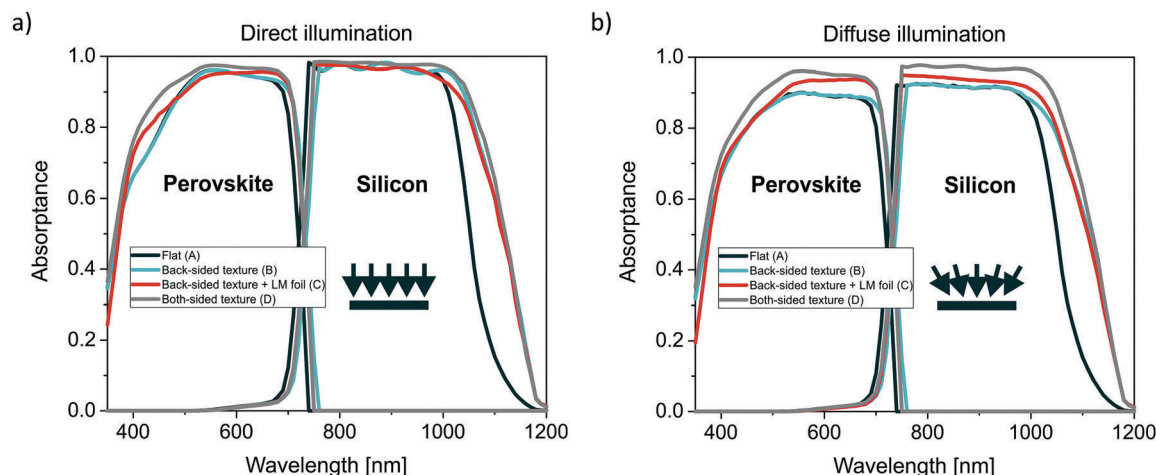 a)
Direct illumination
1.0
0.8
0.6
0.4
0.2
0.0
Absorptance
Perovskite
Silicon
Flat (A)
Back-sided texture (B)
Back-sided texture + LM foil (C)
Both-sided texture (D)
400
600
800
1000
1200
Wavelength [nm]
b)
Diffuse illumination
1.0
0.8
0.6
0.4
0.2
0.0
Absorptance
Perovskite
Silicon
Flat (A)
Back-sided texture (B)
Back-sided texture + LM foil (C)
Both-sided texture (D)
400
600
800
1000
1200
Wavelength [nm]